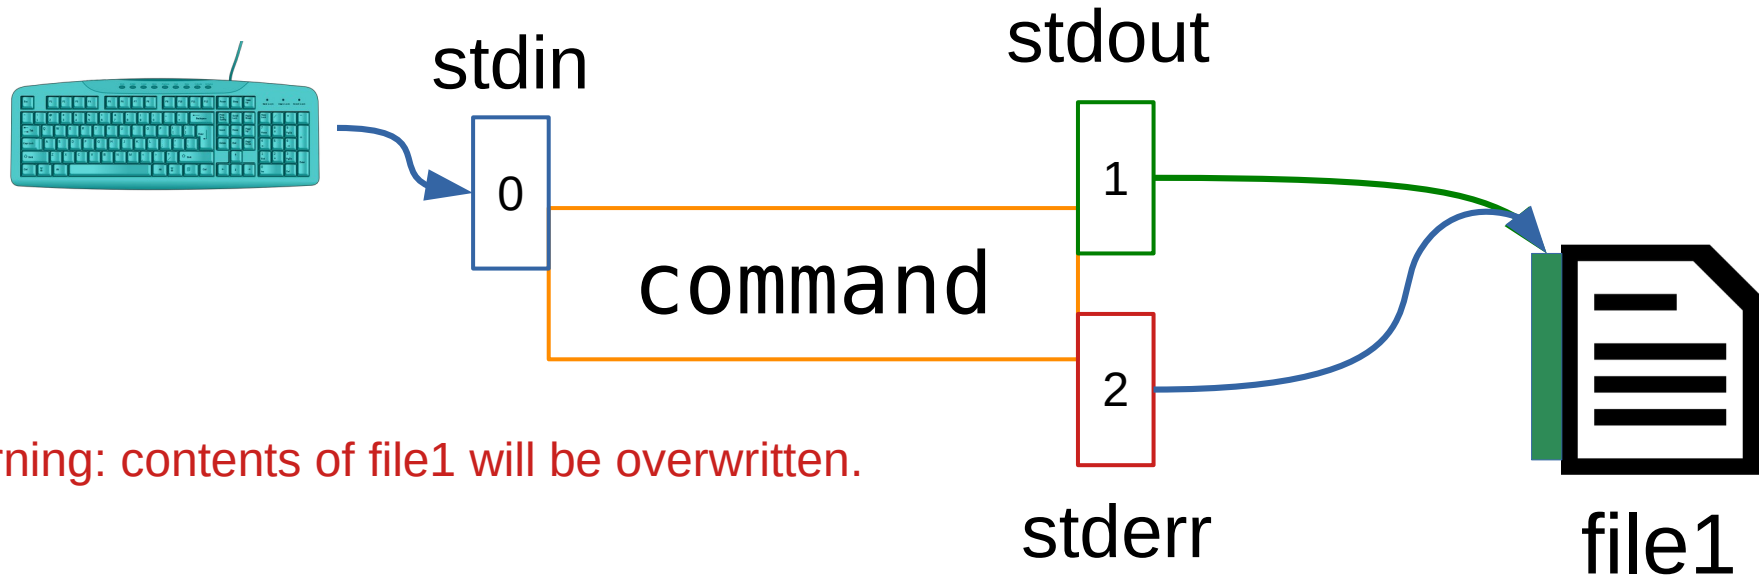 stdin
stdout
0
1
command
2
rning: contents of file1 will be overwritten.
stderr
file1